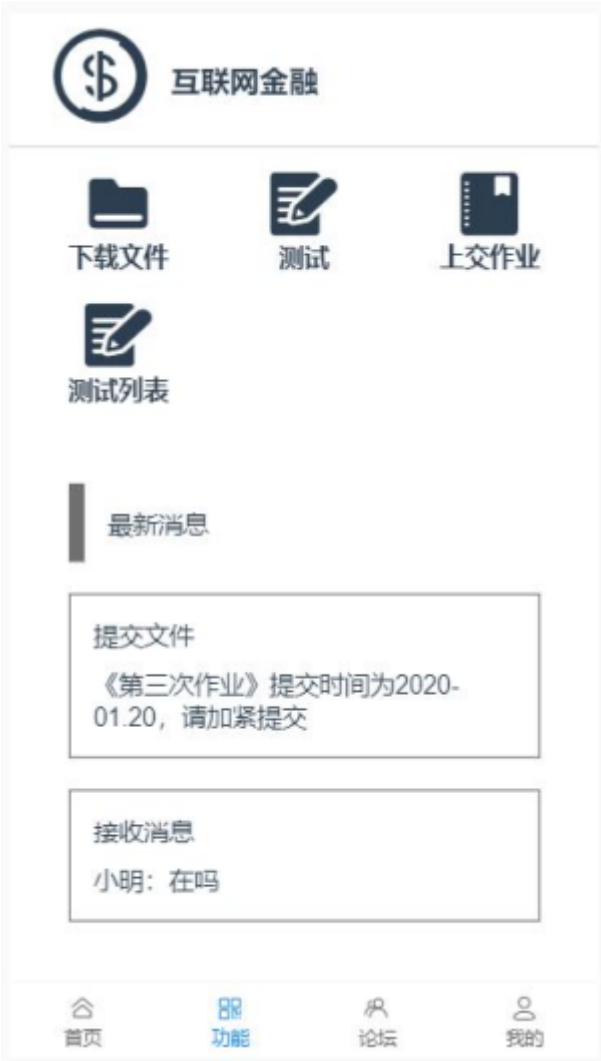 互联网金融
下载文件 测试 上交作业
测试列表
最新消息
提交文件
《第三次作业》提交时间为2020-
01.20，请加紧提交
接收消息
小明：在吗
首页 功能 论坛 我的